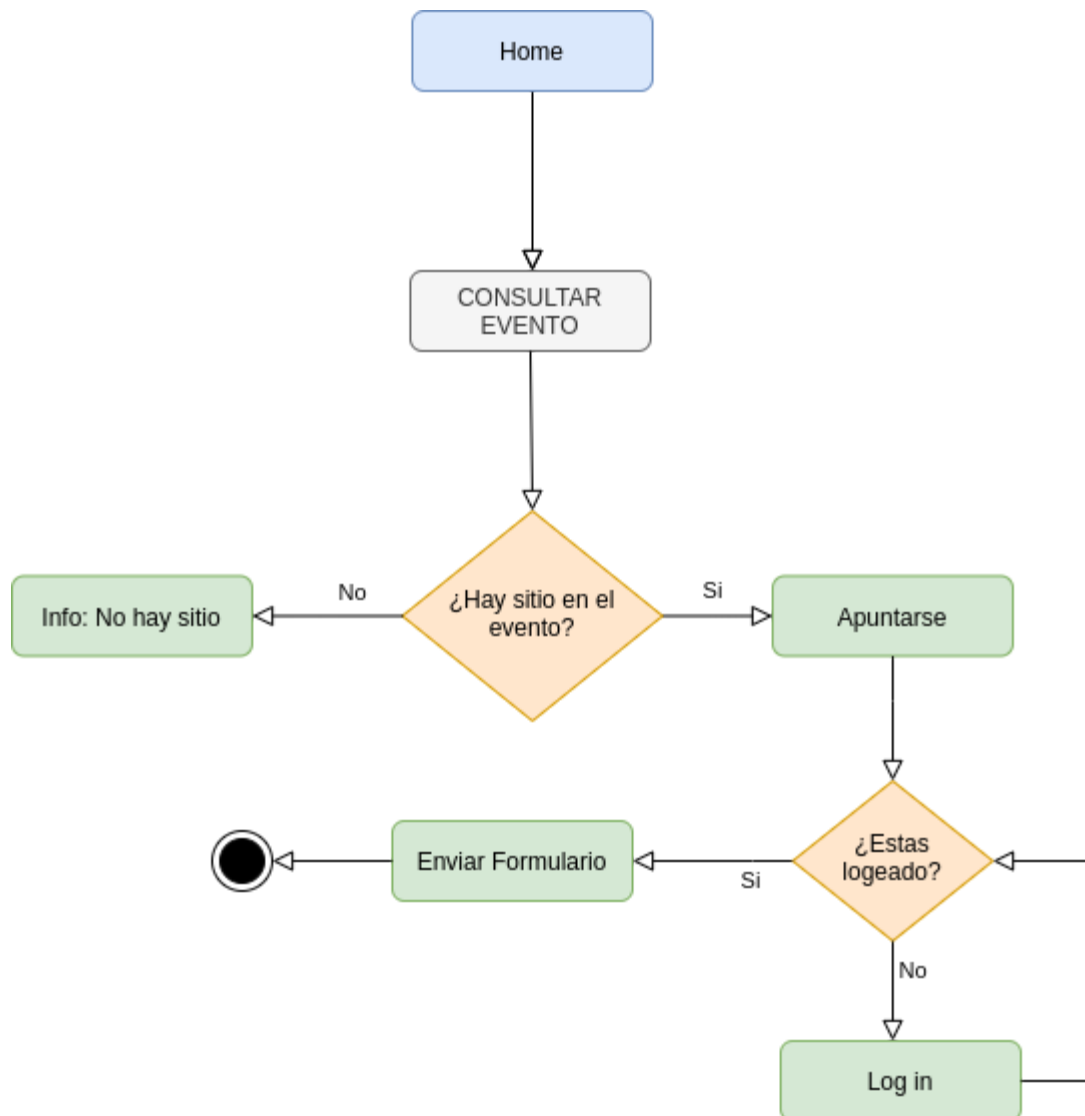 Home
CONSULTAR
EVENTO
No
Si
¿Hay sitio en el
evento?
Info: No hay sitio
Apuntarse
¿Estas
logeado?
Enviar Formulario
Si
No
Log in